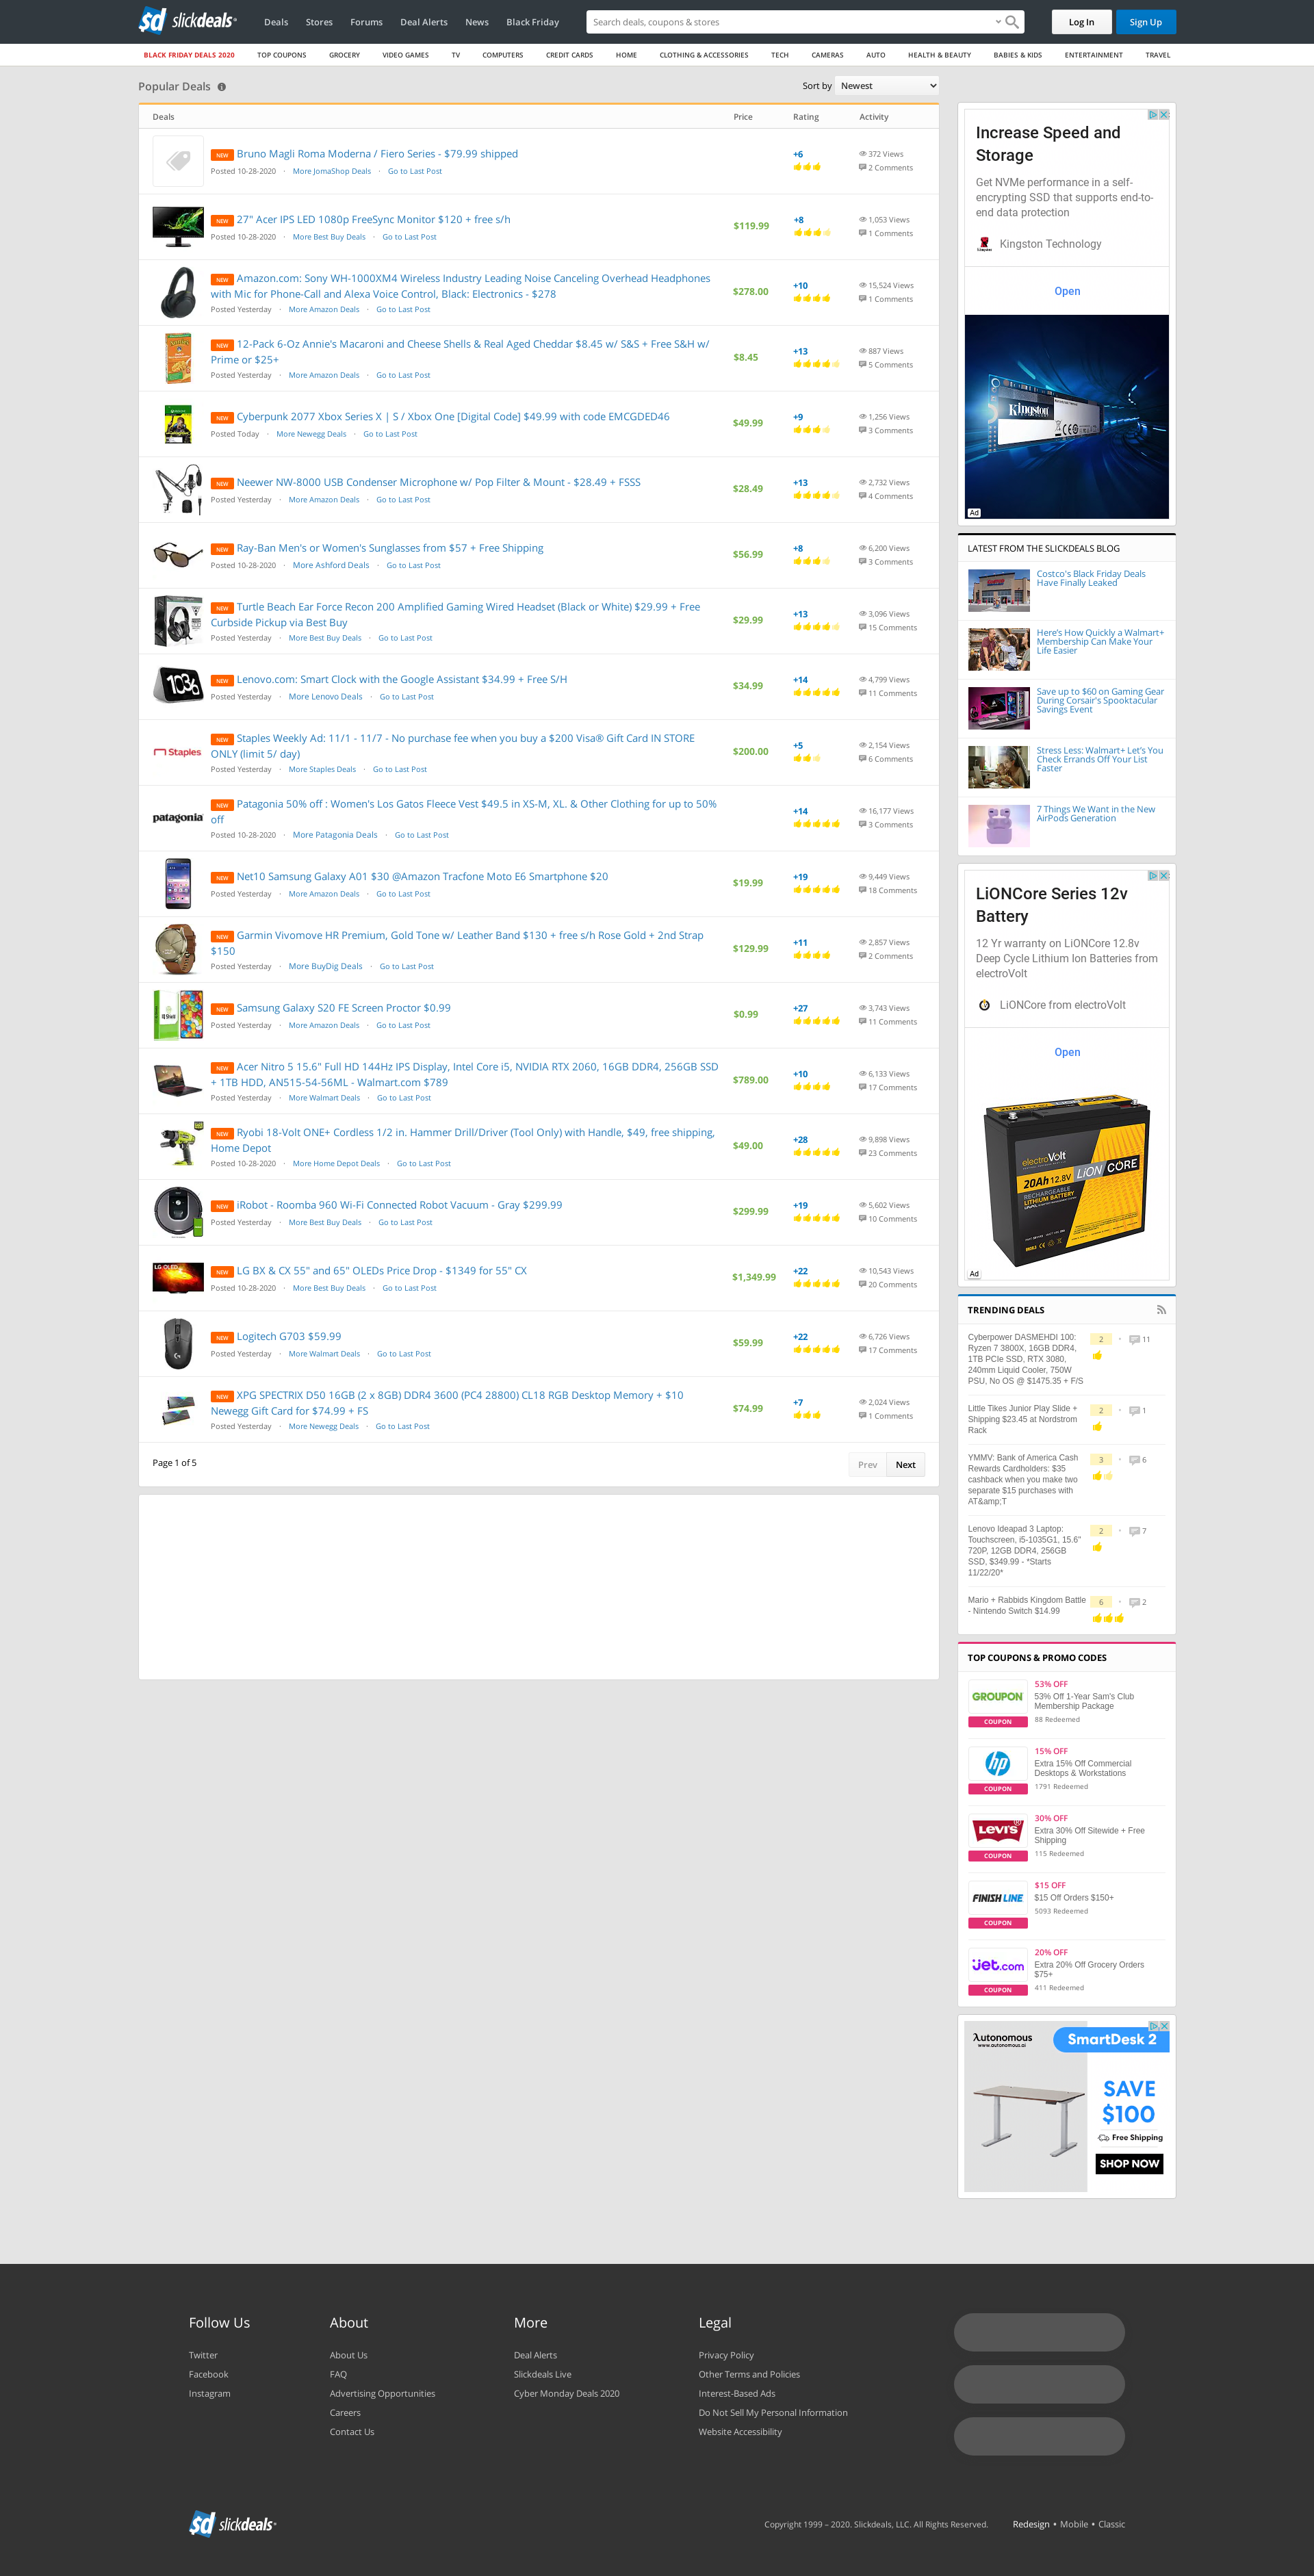 slickdeals
Deals
Stores
Forums
Deal Alerts
News
Black Friday
Search deals, coupons & stores
Log In
Sign Up
BLACK FRIDAY DEALS 2020
TOP COUPONS
GROCERY
VIDEO GAMES
TV
COMPUTERS
CREDIT CARDS
HOME
CLOTHING & ACCESSORIES
TECH
CAMERAS
AUTO
HEALTH & BEAUTY
BABIES & KIDS
ENTERTAINMENT
TRAVEL
Popular Deals
Sort by Newest
Deals Price Rating Activity
NEW Bruno Magli Roma Moderna / Fiero Series - $79.99 shipped
Posted 10-28-2020 · More JomaShop Deals · Go to Last Post
+6
372 Views
2 Comments
NEW 27" Acer IPS LED 1080p FreeSync Monitor $120 + free s/h
Posted 10-28-2020 · More Best Buy Deals · Go to Last Post
$119.99
+8
1,053 Views
1 Comments
NEW Amazon.com: Sony WH-1000XM4 Wireless Industry Leading Noise Canceling Overhead Headphones
with Mic for Phone-Call and Alexa Voice Control, Black: Electronics - $278
Posted Yesterday · More Amazon Deals · Go to Last Post
$278.00
+10
15,524 Views
1 Comments
NEW 12-Pack 6-Oz Annie's Macaroni and Cheese Shells & Real Aged Cheddar $8.45 w/ S&S + Free S&H w/
Prime or $25+
Posted Yesterday · More Amazon Deals · Go to Last Post
$8.45
+13
887 Views
5 Comments
NEW Cyberpunk 2077 Xbox Series X | S / Xbox One [Digital Code] $49.99 with code EMCGDED46
Posted Today · More Newegg Deals · Go to Last Post
$49.99
+9
1,256 Views
3 Comments
NEW Neewer NW-8000 USB Condenser Microphone w/ Pop Filter & Mount - $28.49 + FSSS
Posted Yesterday · More Amazon Deals · Go to Last Post
$28.49
+13
2,732 Views
4 Comments
NEW Ray-Ban Men's or Women's Sunglasses from $57 + Free Shipping
Posted 10-28-2020 · More Ashford Deals · Go to Last Post
$56.99
+8
6,200 Views
3 Comments
NEW Turtle Beach Ear Force Recon 200 Amplified Gaming Wired Headset (Black or White) $29.99 + Free
Curbside Pickup via Best Buy
Posted Yesterday · More Best Buy Deals · Go to Last Post
$29.99
+13
3,096 Views
15 Comments
1036
NEW Lenovo.com: Smart Clock with the Google Assistant $34.99 + Free S/H
Posted Yesterday · More Lenovo Deals · Go to Last Post
$34.99
+14
4,799 Views
11 Comments
Staples
NEW Staples Weekly Ad: 11/1 - 11/7 - No purchase fee when you buy a $200 Visa® Gift Card IN STORE
ONLY (limit 5/ day)
Posted Yesterday · More Staples Deals · Go to Last Post
$200.00
+5
2,154 Views
6 Comments
patagonia
NEW Patagonia 50% off : Women's Los Gatos Fleece Vest $49.5 in XS-M, XL. & Other Clothing for up to 50%
off
Posted 10-28-2020 · More Patagonia Deals · Go to Last Post
+14
16,177 Views
3 Comments
NEW Net10 Samsung Galaxy A01 $30 @Amazon Tracfone Moto E6 Smartphone $20
Posted Yesterday · More Amazon Deals · Go to Last Post
$19.99
+19
9,449 Views
18 Comments
NEW Garmin Vivomove HR Premium, Gold Tone w/ Leather Band $130 + free s/h Rose Gold + 2nd Strap
$150
Posted Yesterday · More BuyDig Deals · Go to Last Post
$129.99
+11
2,857 Views
2 Comments
NEW Samsung Galaxy S20 FE Screen Proctor $0.99
Posted Yesterday · More Amazon Deals · Go to Last Post
$0.99
+27
3,743 Views
11 Comments
NEW Acer Nitro 5 15.6" Full HD 144Hz IPS Display, Intel Core i5, NVIDIA RTX 2060, 16GB DDR4, 256GB SSD
+ 1TB HDD, AN515-54-56ML - Walmart.com $789
Posted Yesterday · More Walmart Deals · Go to Last Post
$789.00
+10
6,133 Views
17 Comments
NEW Ryobi 18-Volt ONE+ Cordless 1/2 in. Hammer Drill/Driver (Tool Only) with Handle, $49, free shipping,
Home Depot
Posted 10-28-2020 · More Home Depot Deals · Go to Last Post
$49.00
+28
9,898 Views
23 Comments
NEW iRobot - Roomba 960 Wi-Fi Connected Robot Vacuum - Gray $299.99
Posted Yesterday · More Best Buy Deals · Go to Last Post
$299.99
+19
5,602 Views
10 Comments
LG OLED
NEW LG BX & CX 55" and 65" OLEDs Price Drop - $1349 for 55" CX
Posted 10-28-2020 · More Best Buy Deals · Go to Last Post
$1,349.99
+22
10,543 Views
20 Comments
NEW Logitech G703 $59.99
Posted Yesterday · More Walmart Deals · Go to Last Post
$59.99
+22
6,726 Views
17 Comments
NEW XPG SPECTRIX D50 16GB (2 x 8GB) DDR4 3600 (PC4 28800) CL18 RGB Desktop Memory + $10
Newegg Gift Card for $74.99 + FS
Posted Yesterday · More Newegg Deals · Go to Last Post
$74.99
+7
2,024 Views
1 Comments
Page 1 of 5
Prev
Next
Increase Speed and
Storage
Get NVMe performance in a self-
encrypting SSD that supports end-to-
end data protection
Kingston Technology
Open
Kingston
Ad
LATEST FROM THE SLICKDEALS BLOG
Costco's Black Friday Deals
Have Finally Leaked
Here's How Quickly a Walmart+
Membership Can Make Your
Life Easier
Save up to $60 on Gaming Gear
During Corsair's Spooktacular
Savings Event
Stress Less: Walmart+ Let's You
Check Errands Off Your List
Faster
7 Things We Want in the New
AirPods Generation
LiONCore Series 12v
Battery
12 Yr warranty on LiONCore 12.8v
Deep Cycle Lithium Ion Batteries from
electroVolt
LiONCore from electroVolt
Open
electroVolt
LiON CORE
20Ah 12.8V
RECHARGEABLE
LITHIUM BATTERY
Ad
TRENDING DEALS
Cyberpower DASMEHDI 100:
Ryzen 7 3800X, 16GB DDR4,
1TB PCIe SSD, RTX 3080,
240mm Liquid Cooler, 750W
PSU, No OS @ $1475.35 + F/S
2 · 11
Little Tikes Junior Play Slide +
Shipping $23.45 at Nordstrom
Rack
2 · 1
YMMV: Bank of America Cash
Rewards Cardholders: $35
cashback when you make two
separate $15 purchases with
AT&amp;T
3 · 6
Lenovo Ideapad 3 Laptop:
Touchscreen, i5-1035G1, 15.6"
720P, 12GB DDR4, 256GB
SSD, $349.99 - *Starts
11/22/20*
2 · 7
Mario + Rabbids Kingdom Battle
- Nintendo Switch $14.99
6 · 2
TOP COUPONS & PROMO CODES
GROUPON
COUPON
53% OFF
53% Off 1-Year Sam's Club
Membership Package
88 Redeemed
hp
COUPON
15% OFF
Extra 15% Off Commercial
Desktops & Workstations
1791 Redeemed
LEVI'S
COUPON
30% OFF
Extra 30% Off Sitewide + Free
Shipping
115 Redeemed
FINISH LINE
COUPON
$15 OFF
$15 Off Orders $150+
5093 Redeemed
jet.com
COUPON
20% OFF
Extra 20% Off Grocery Orders
$75+
411 Redeemed
Autonomous
www.autonomous.ai
SmartDesk 2
SAVE
$100
Free Shipping
SHOP NOW
Follow Us
Twitter
Facebook
Instagram
About
About Us
FAQ
Advertising Opportunities
Careers
Contact Us
More
Deal Alerts
Slickdeals Live
Cyber Monday Deals 2020
Legal
Privacy Policy
Other Terms and Policies
Interest-Based Ads
Do Not Sell My Personal Information
Website Accessibility
slickdeals
Copyright 1999 – 2020. Slickdeals, LLC. All Rights Reserved.
Redesign • Mobile • Classic